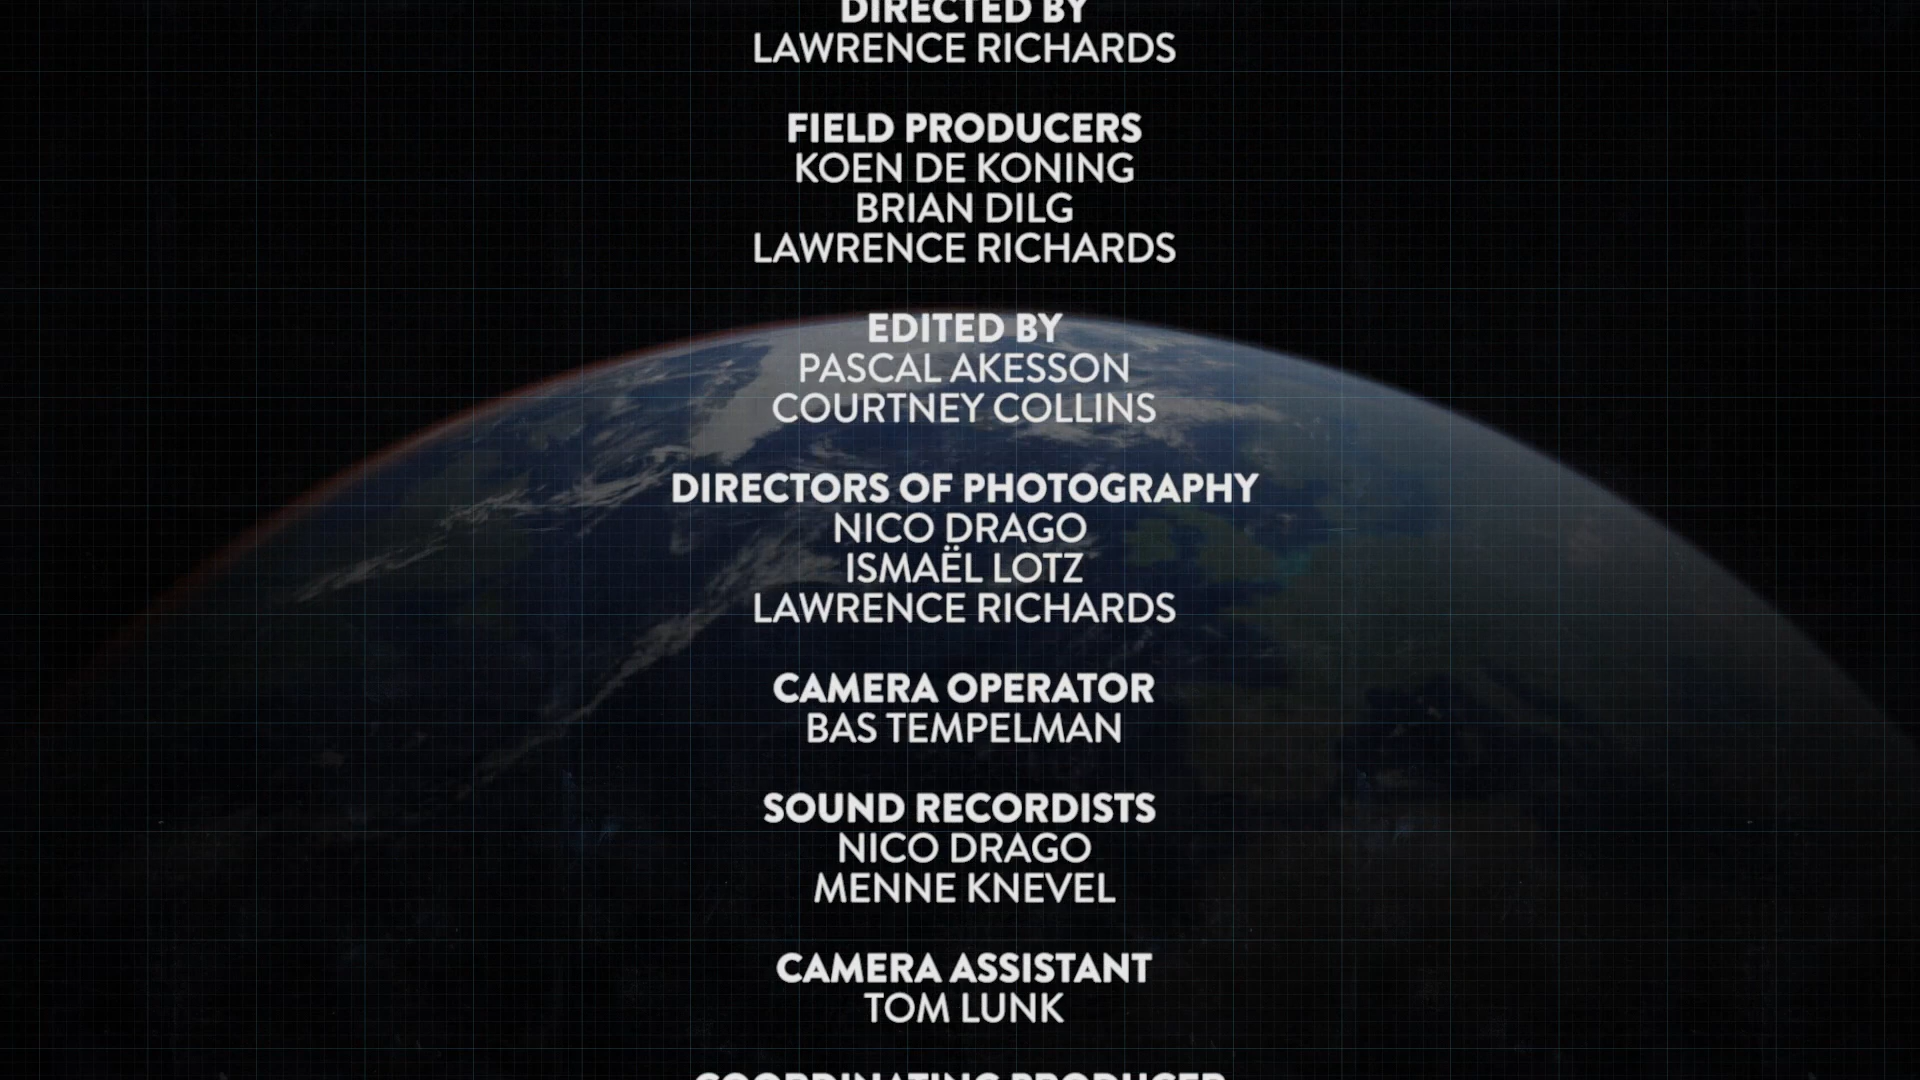 DIRECTED BY
LAWRENCE RICHARDS
FIELD PRODUCERS
KOEN DE KONING
BRIAN DILG
LAWRENCE RICHARDS
EDITED BY
PASCAL AKESSON
COURTNEY COLLINS
DIRECTORS OF PHOTOGRAPHY
NICO DRAGO
ISMAËL LOTZ
LAWRENCE RICHARDS
CAMERA OPERATOR
BAS TEMPELMAN
SOUND RECORDISTS
NICO DRAGO
MENNE KNEVEL
CAMERA ASSISTANT
TOM LUNK
COORDINATING PRODUCER